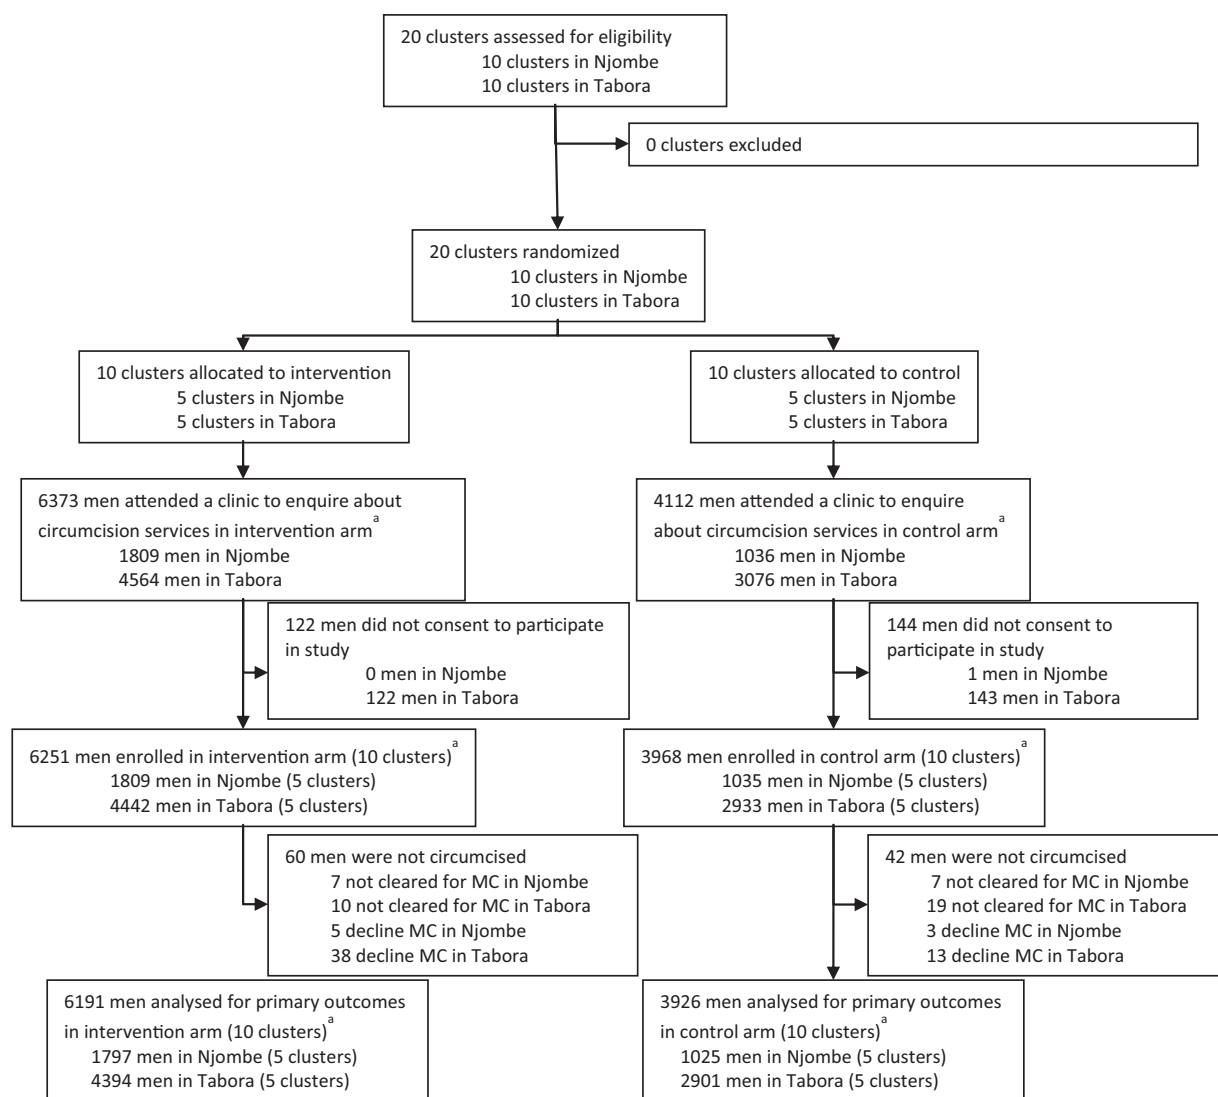 20 clusters assessed for eligibility
10 clusters in Njombe
10 clusters in Tabora
0 clusters excluded
20 clusters randomized
10 clusters in Njombe
10 clusters in Tabora
10 clusters allocated to intervention
5 clusters in Njombe
5 clusters in Tabora
10 clusters allocated to control
5 clusters in Njombe
5 clusters in Tabora
6373 men attended a clinic to enquire about
circumcision services in intervention arm^a
1809 men in Njombe
4564 men in Tabora
4112 men attended a clinic to enquire
about circumcision services in control arm^a
1036 men in Njombe
3076 men in Tabora
122 men did not consent to participate
in study
0 men in Njombe
122 men in Tabora
144 men did not consent to
participate in study
1 men in Njombe
143 men in Tabora
6251 men enrolled in intervention arm (10 clusters)^a
1809 men in Njombe (5 clusters)
4442 men in Tabora (5 clusters)
3968 men enrolled in control arm (10 clusters)^a
1035 men in Njombe (5 clusters)
2933 men in Tabora (5 clusters)
60 men were not circumcised
7 not cleared for MC in Njombe
10 not cleared for MC in Tabora
5 decline MC in Njombe
38 decline MC in Tabora
42 men were not circumcised
7 not cleared for MC in Njombe
19 not cleared for MC in Tabora
3 decline MC in Njombe
13 decline MC in Tabora
6191 men analysed for primary outcomes
in intervention arm (10 clusters)^a
1797 men in Njombe (5 clusters)
4394 men in Tabora (5 clusters)
3926 men analysed for primary outcomes
in control arm (10 clusters)^a
1025 men in Njombe (5 clusters)
2901 men in Tabora (5 clusters)